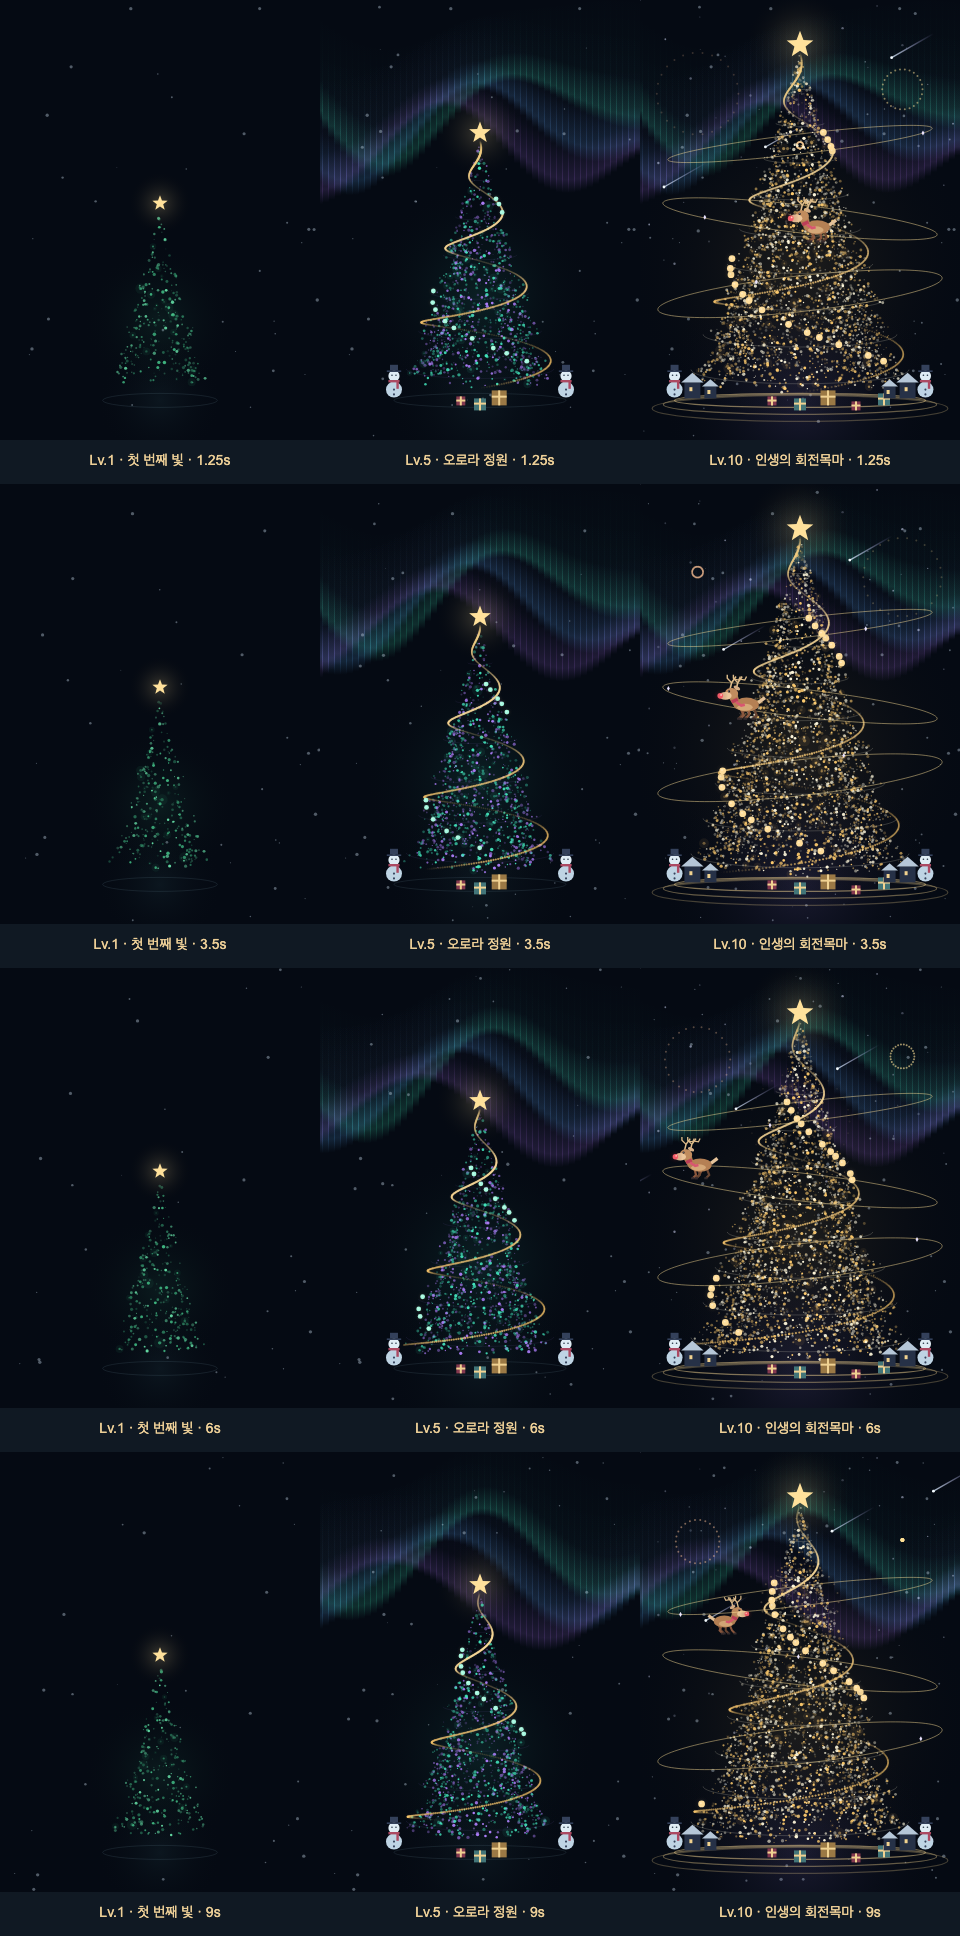 Lv.1 · 첫 번째 빛 · 1.25s
Lv.5 · 오로라 정원 · 1.25s
Lv.10 · 인생의 회전목마 · 1.25s
Lv.1 · 첫 번째 빛 · 3.5s
Lv.5 · 오로라 정원 · 3.5s
Lv.10 · 인생의 회전목마 · 3.5s
Lv.1 · 첫 번째 빛 · 6s
Lv.5 · 오로라 정원 · 6s
Lv.10 · 인생의 회전목마 · 6s
Lv.1 · 첫 번째 빛 · 9s
Lv.5 · 오로라 정원 · 9s
Lv.10 · 인생의 회전목마 · 9s